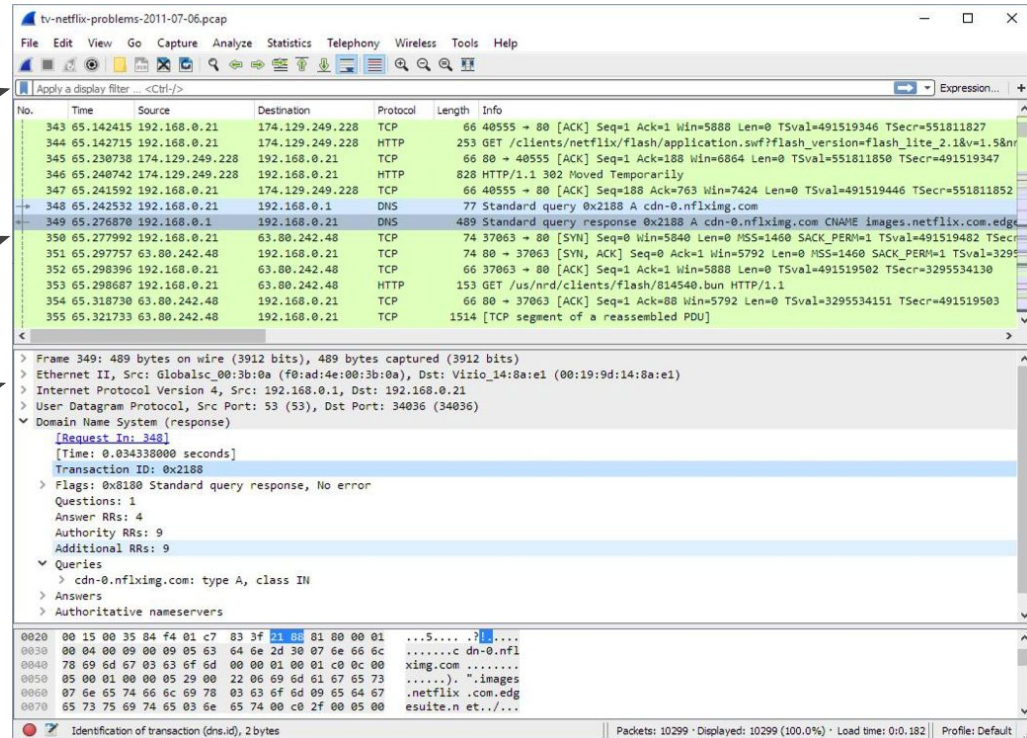 tv-netflix-problems-2011-07-06.pcap
File Edit View Go Capture Analyze Statistics Telephony Wireless Tools Help
Apply a display filter ... <Ctrl-/> Expression... +
No. Time Source Destination Protocol Length Info
343 65.142415 192.168.0.21 174.129.249.228 TCP 66 40555 → 80 [ACK] Seq=1 Ack=1 Win=5888 Len=0 TSval=491519346 TSecr=551811827
344 65.142715 192.168.0.21 174.129.249.228 HTTP 253 GET /clients/netflix/flash/application.swf?flash_version=flash_lite_2.1&v=1.5&nr
345 65.230738 174.129.249.228 192.168.0.21 TCP 66 80 → 40555 [ACK] Seq=1 Ack=188 Win=6864 Len=0 TSval=551811850 TSecr=491519347
346 65.240742 174.129.249.228 192.168.0.21 HTTP 828 HTTP/1.1 302 Moved Temporarily
347 65.241592 192.168.0.21 174.129.249.228 TCP 66 40555 → 80 [ACK] Seq=188 Ack=763 Win=7424 Len=0 TSval=491519446 TSecr=551811852
348 65.242532 192.168.0.21 192.168.0.1 DNS 77 Standard query 0x2188 A cdn-0.nflximg.com
349 65.276870 192.168.0.1 192.168.0.21 DNS 489 Standard query response 0x2188 A cdn-0.nflximg.com CNAME images.netflix.com.edge
350 65.277992 192.168.0.21 63.80.242.48 TCP 74 37063 → 80 [SYN] Seq=0 Win=5840 Len=0 MSS=1460 SACK_PERM=1 TSval=491519482 TSecr
351 65.297757 63.80.242.48 192.168.0.21 TCP 74 80 → 37063 [SYN, ACK] Seq=0 Ack=1 Win=5792 Len=0 MSS=1460 SACK_PERM=1 TSval=3295
352 65.298396 192.168.0.21 63.80.242.48 TCP 66 37063 → 80 [ACK] Seq=1 Ack=1 Win=5888 Len=0 TSval=491519502 TSecr=3295534130
353 65.298687 192.168.0.21 63.80.242.48 HTTP 153 GET /us/nrd/clients/flash/814540.bun HTTP/1.1
354 65.318730 63.80.242.48 192.168.0.21 TCP 66 80 → 37063 [ACK] Seq=1 Ack=88 Win=5792 Len=0 TSval=3295534151 TSecr=491519503
355 65.321733 63.80.242.48 192.168.0.21 TCP 1514 [TCP segment of a reassembled PDU]
> Frame 349: 489 bytes on wire (3912 bits), 489 bytes captured (3912 bits)
> Ethernet II, Src: Globalsc_00:3b:0a (f0:ad:4e:00:3b:0a), Dst: Vizio_14:8a:e1 (00:19:9d:14:8a:e1)
> Internet Protocol Version 4, Src: 192.168.0.1, Dst: 192.168.0.21
> User Datagram Protocol, Src Port: 53 (53), Dst Port: 34036 (34036)
Domain Name System (response)
[Request In: 348]
[Time: 0.034338000 seconds]
Transaction ID: 0x2188
> Flags: 0x8180 Standard query response, No error
Questions: 1
Answer RRs: 4
Authority RRs: 9
Additional RRs: 9
Queries
> cdn-0.nflximg.com: type A, class IN
> Answers
> Authoritative nameservers
0020 00 15 00 35 84 f4 01 c7 83 3f 21 88 81 80 00 01 ...5.... .?!.....
0030 00 04 00 09 00 09 05 63 64 6e 2d 30 07 6e 66 6c .......c dn-0.nfl
0040 78 69 6d 67 03 63 6f 6d 00 00 01 00 01 c0 0c 00 ximg.com ........
0050 05 00 01 00 00 05 29 00 22 06 69 6d 61 67 65 73 ......). ".images
0060 07 6e 65 74 66 6c 69 78 03 63 6f 6d 09 65 64 67 .netflix .com.edg
0070 65 73 75 69 74 65 03 6e 65 74 00 c0 2f 00 05 00 esuite.n et../...
Identification of transaction (dns.id), 2 bytes Packets: 10299 · Displayed: 10299 (100.0%) · Load time: 0:0.182 Profile: Default